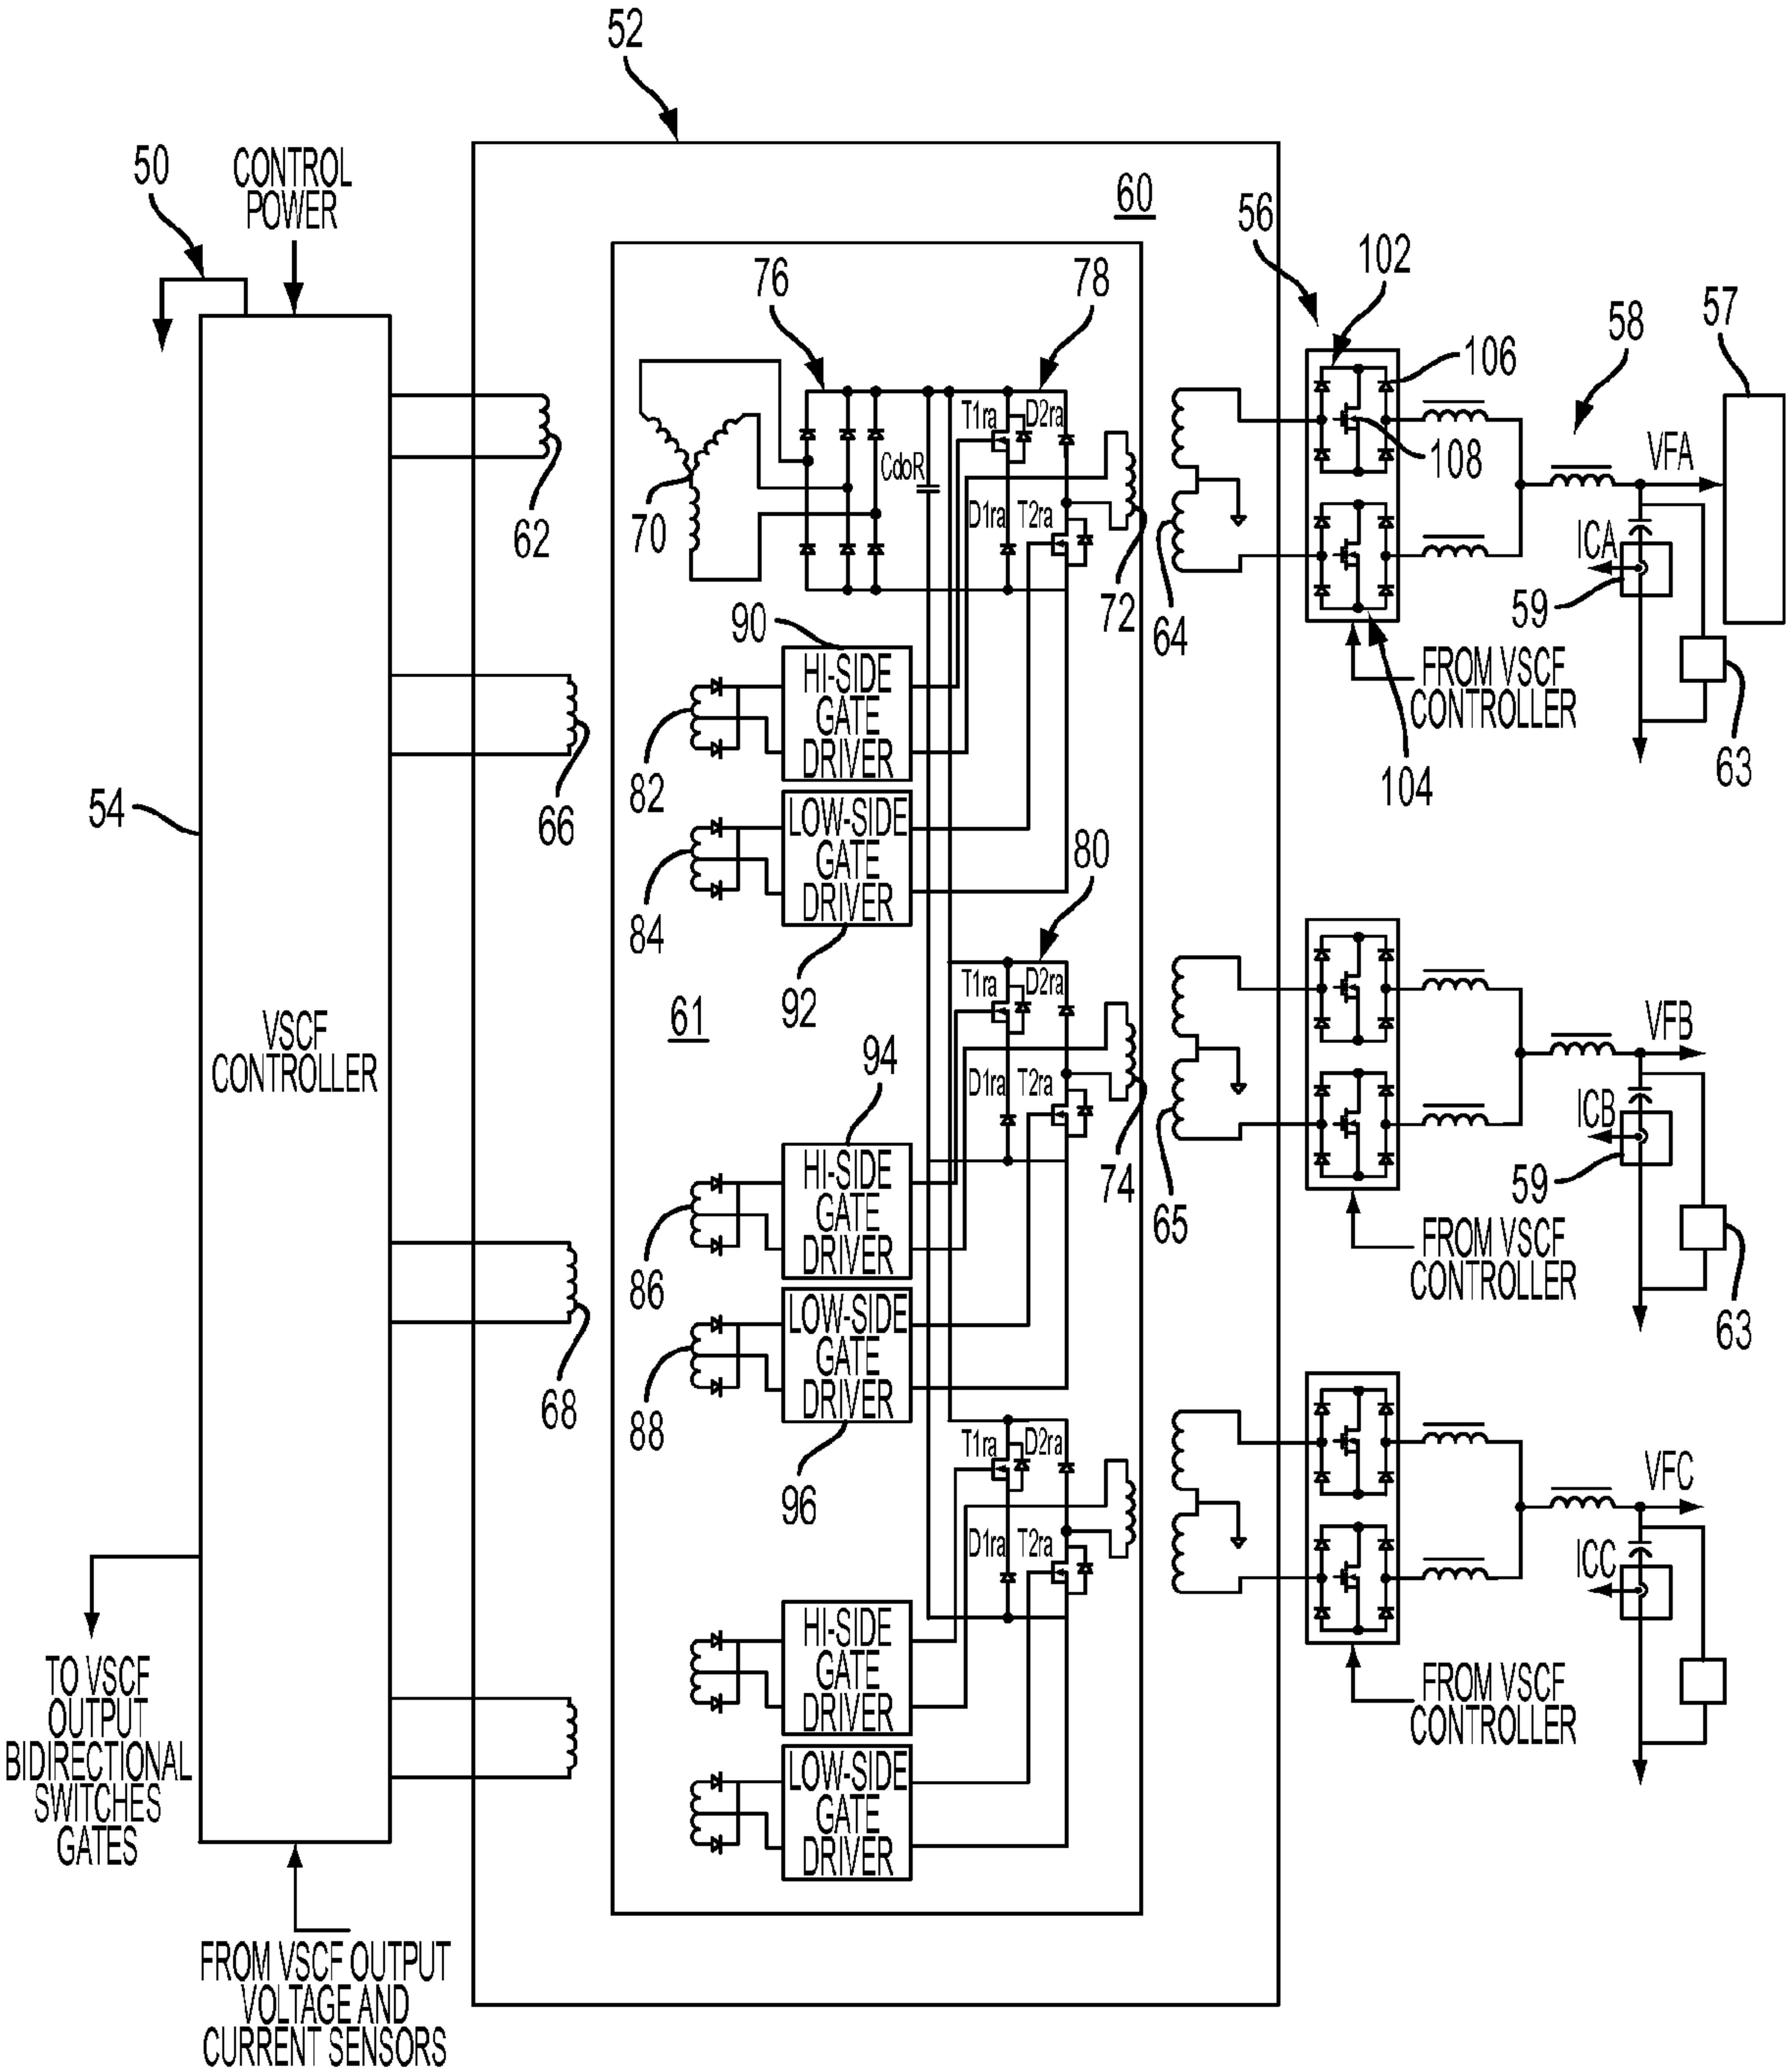 52
50
CONTROL
POWER
60
56
102
57
76
78
58
106
T1ra
D2ra
VFA
108
CdoR
70
62
D1ra
T2ra
ICA
72
64
59
90
HI-SIDE
GATE
DRIVER
FROM VSCF
CONTROLLER
63
82
104
66
54
LOW-SIDE
GATE
DRIVER
80
84
92
T1ra
D2ra
61
VSCF
CONTROLLER
VFB
94
D1ra
T2ra
ICB
74
65
59
HI-SIDE
GATE
DRIVER
FROM VSCF
CONTROLLER
86
63
LOW-SIDE
GATE
DRIVER
68
88
96
T1ra
D2ra
VFC
D1ra
T2ra
ICC
HI-SIDE
GATE
DRIVER
FROM VSCF
CONTROLLER
TO VSCF
OUTPUT
BIDIRECTIONAL
SWITCHES
GATES
LOW-SIDE
GATE
DRIVER
FROM VSCF OUTPUT
VOLTAGE AND
CURRENT SENSORS